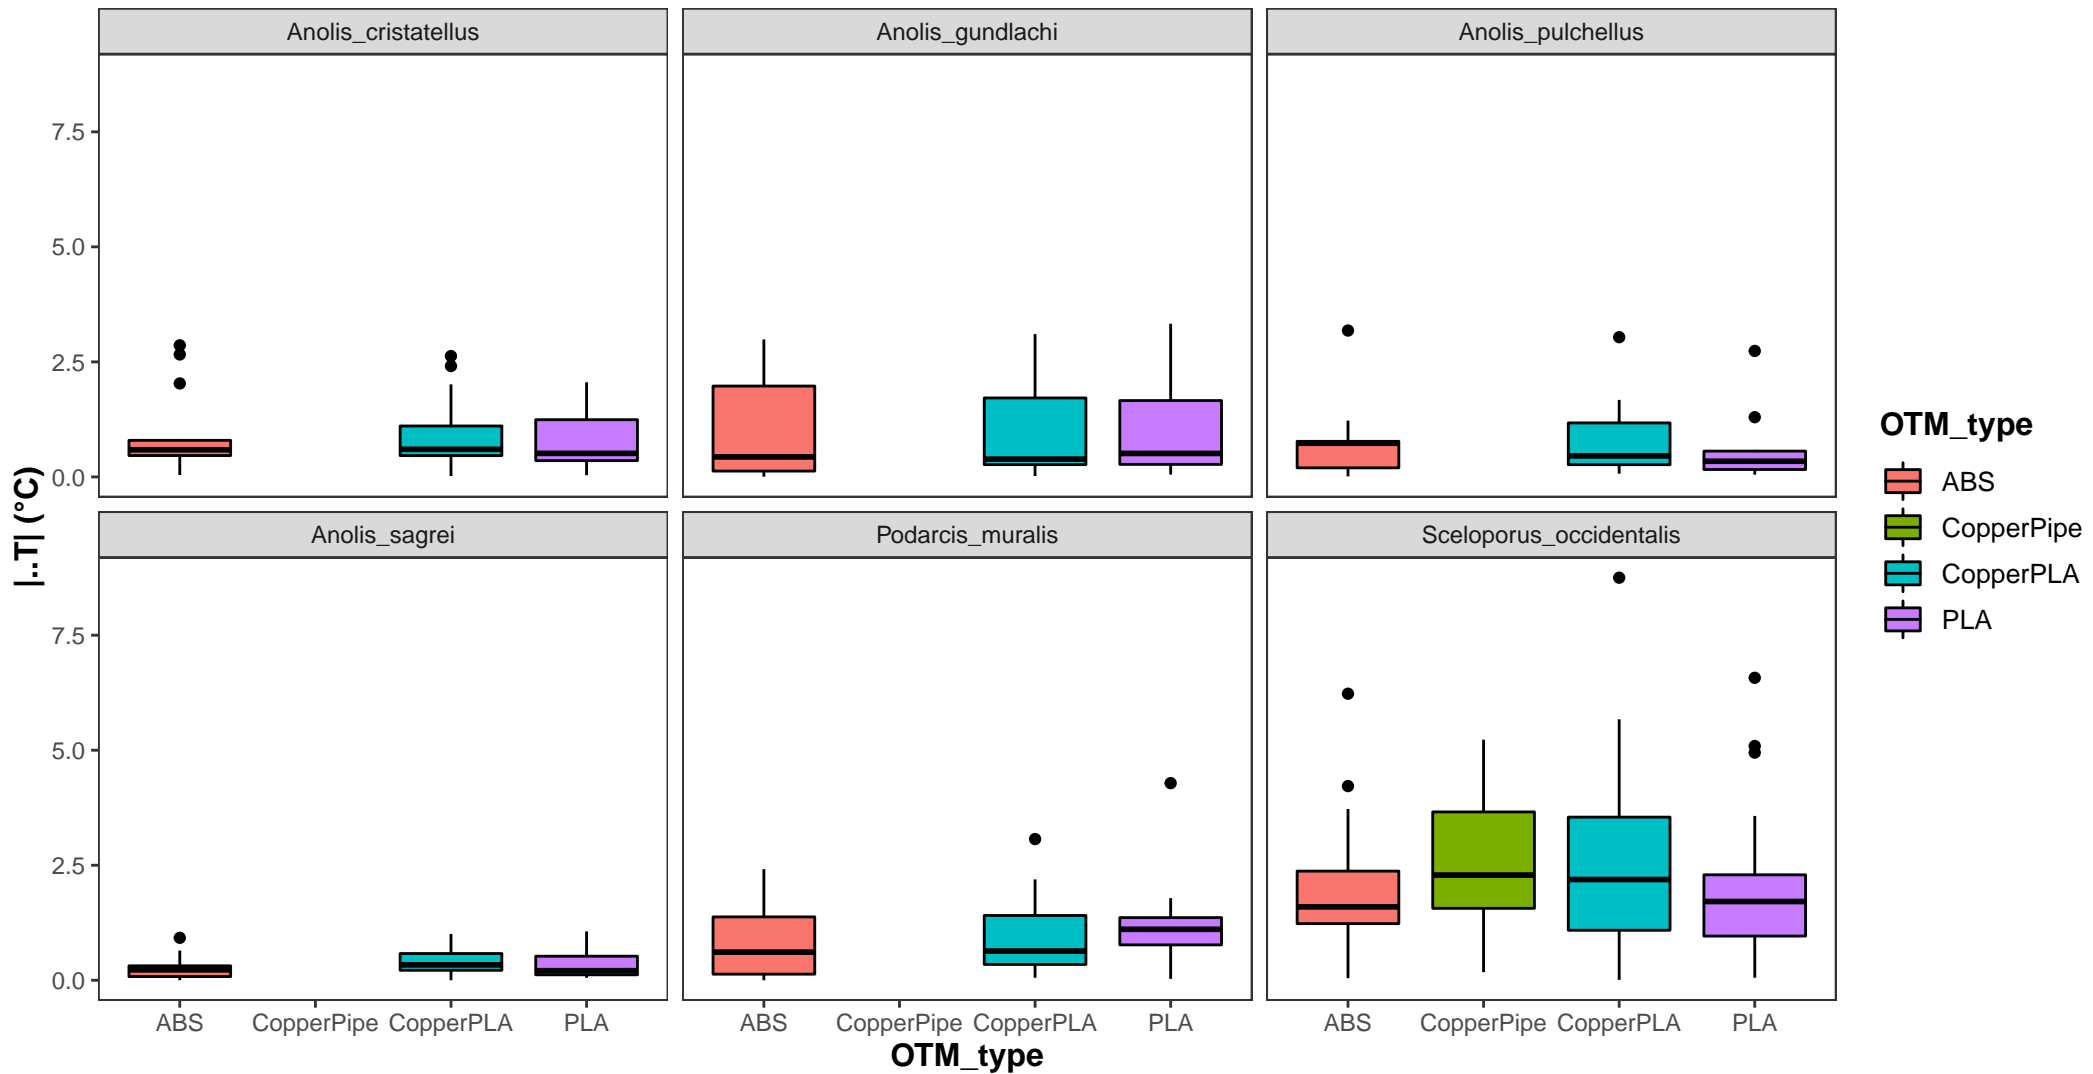 Anolis_cristatellus Anolis_gundlachi Anolis_pulchellus
7.5
5.0
2.5
0.0
Anolis_sagrei Podarcis_muralis Sceloporus_occidentalis
7.5
5.0
2.5
0.0
ABS CopperPipe CopperPLA PLA ABS CopperPipe CopperPLA PLA ABS CopperPipe CopperPLA PLA
OTM_type
|..T| (°C)
OTM_type
ABS
CopperPipe
CopperPLA
PLA